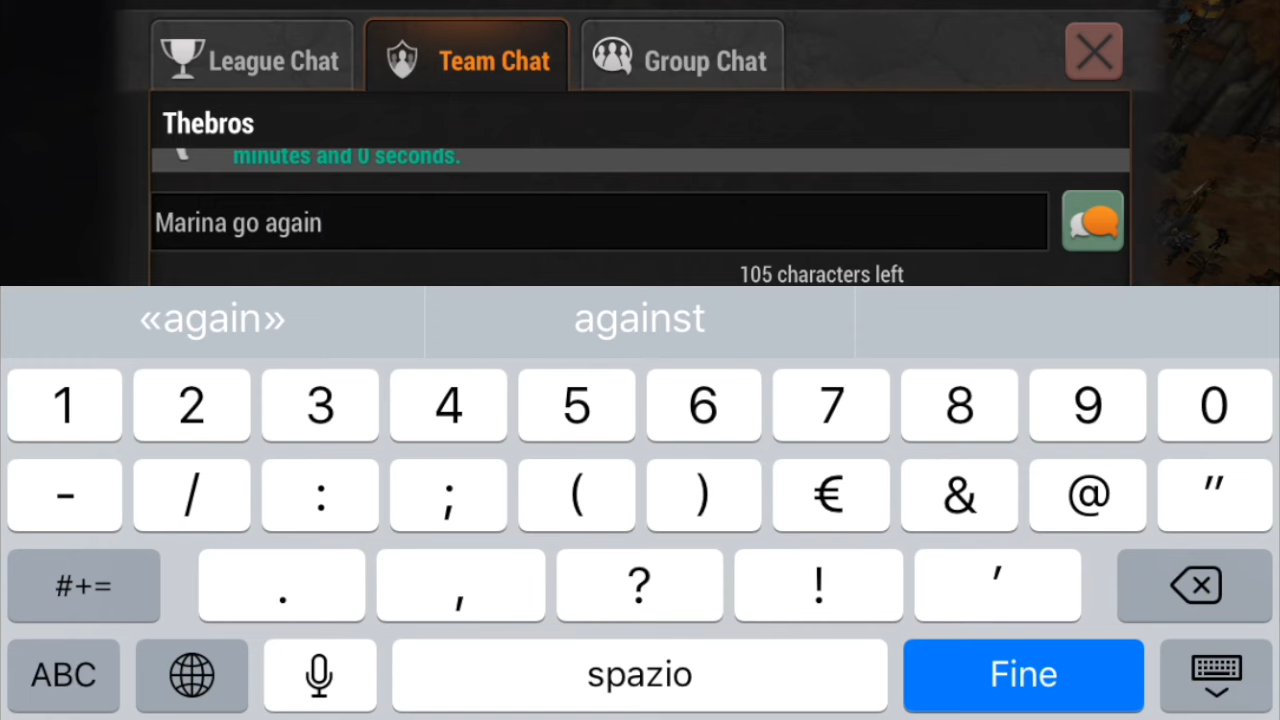 League Chat
Team Chat
Group Chat
Thebros
minutes and 0 seconds.
Marina go again
105 characters left
«again» against
1 2 3 4 5 6 7 8 9 0
- / : ; ( ) € & @ "
#+= . , ? ! '
ABC spazio Fine